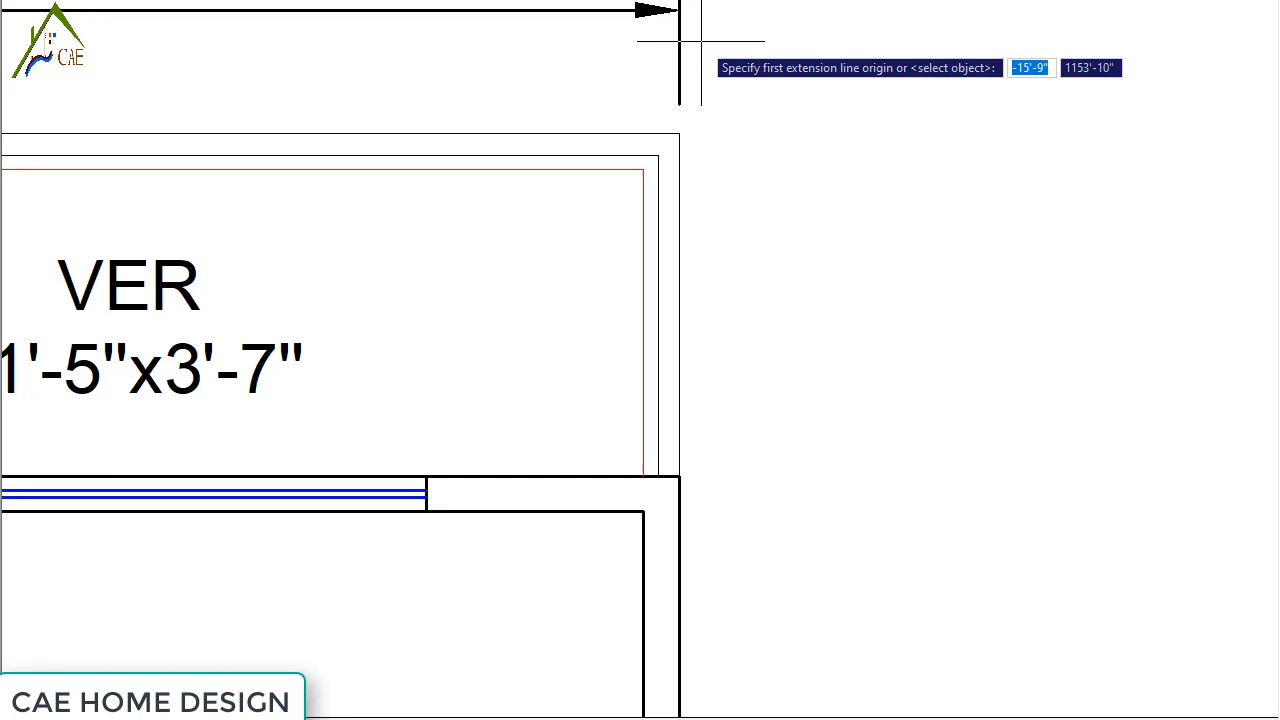 CAE
Specify first extension line origin or <select object>: -15'-9" 1153'-10"
VER
1'-5"x3'-7"
CAE HOME DESIGN